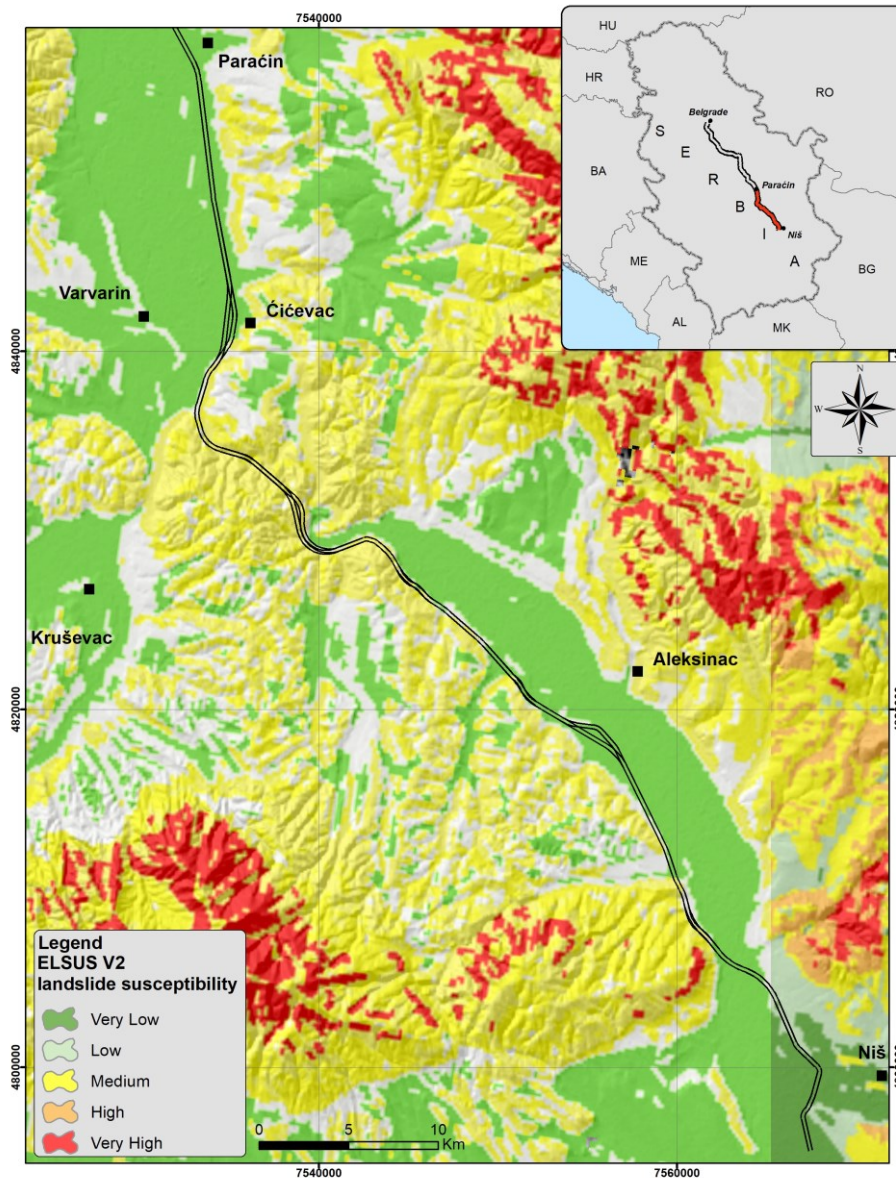 7540000
HU
HR
RO
Belgrade
S
E
BA
R
Paraćin
B
Niš
I
A
ME
BG
AL
MK
Paraćin
Varvarin
Ćićevac
4840000
N
W
E
S
Kruševac
Aleksinac
4820000
Legend
ELSUS V2
landslide susceptibility
Very Low
Low
Medium
High
Very High
4800000
Niš
0 5 10
Km
7540000
7560000